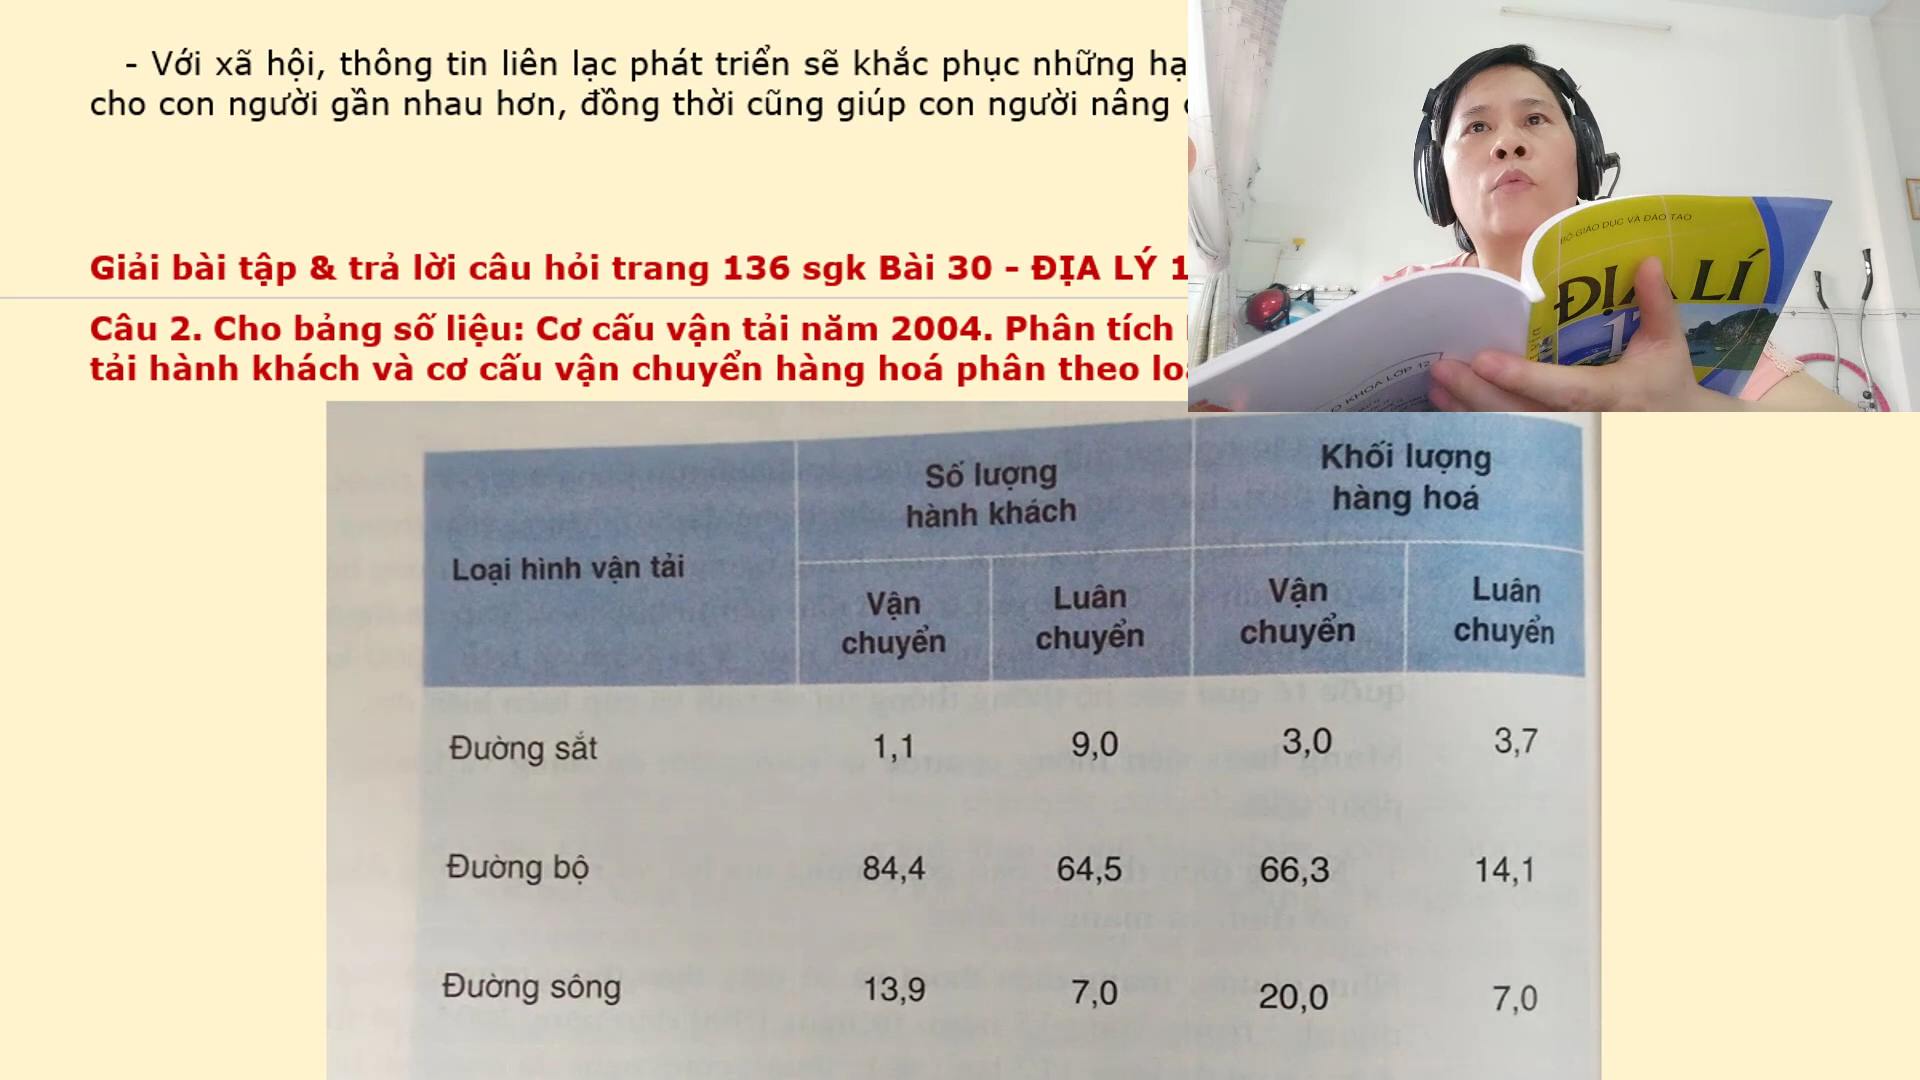 - Với xã hội, thông tin liên lạc phát triển sẽ khắc phục những hạ
cho con người gần nhau hơn, đồng thời cũng giúp con người nâng
Giải bài tập & trả lời câu hỏi trang 136 sgk Bài 30 - ĐỊA LÝ 1
Câu 2. Cho bảng số liệu: Cơ cấu vận tải năm 2004. Phân tích
tải hành khách và cơ cấu vận chuyển hàng hoá phân theo
BỘ GIÁO DỤC VÀ ĐÀO TẠO
ĐỊA LÍ
KHOA LỚP 12
Loại hình vận tải
Số lượng
hành khách
Khối lượng
hàng hoá
Vận
chuyển
Luân
chuyển
Vận
chuyển
Luân
chuyển
Đường sắt 1,1 9,0 3,0 3,7
Đường bộ 84,4 64,5 66,3 14,1
Đường sông 13,9 7,0 20,0 7,0